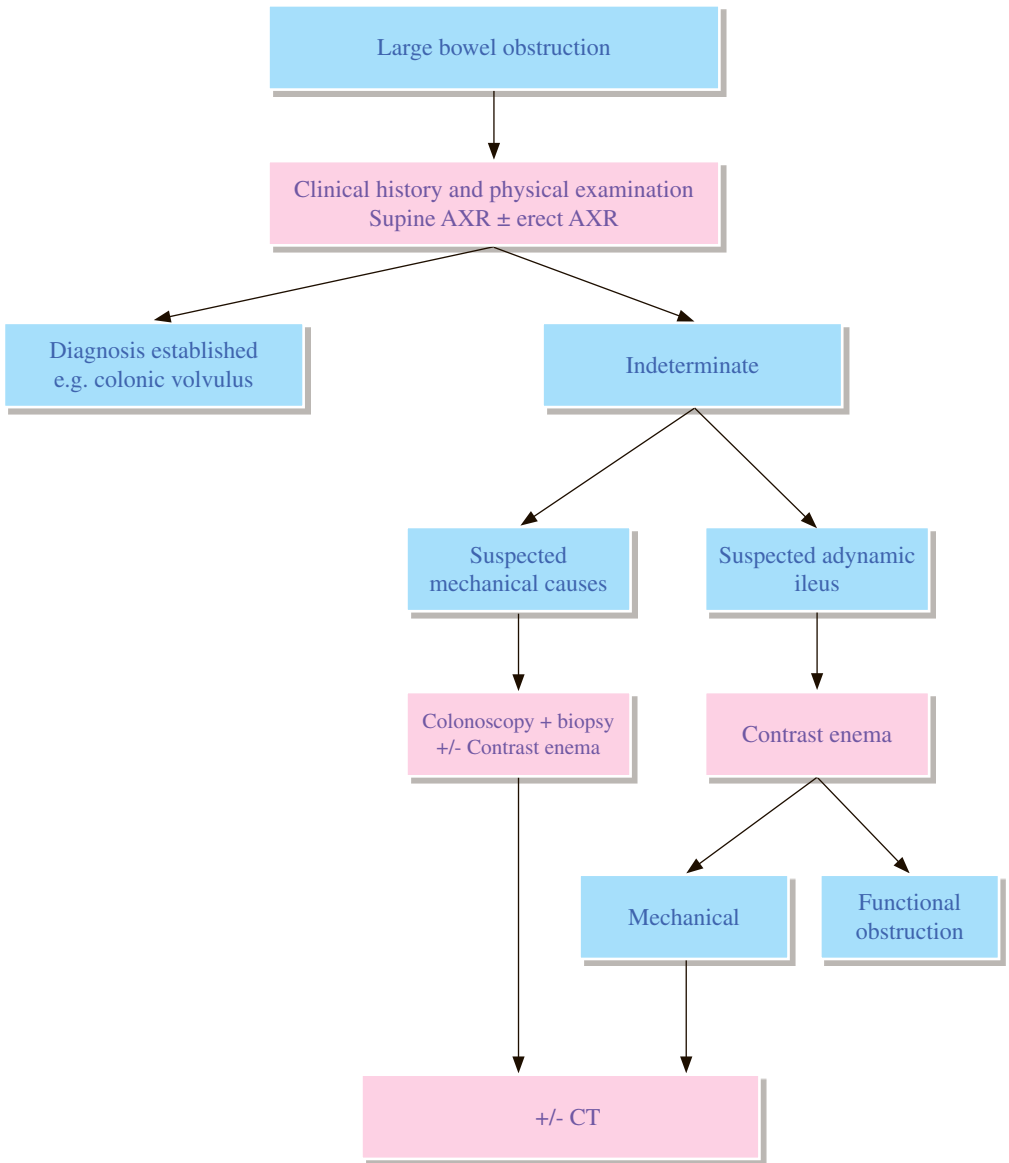 Large bowel obstruction
Clinical history and physical examination
Supine AXR ± erect AXR
Diagnosis established
e.g. colonic volvulus
Indeterminate
Suspected
mechanical causes
Suspected adynamic
ileus
Colonoscopy + biopsy
+/- Contrast enema
Contrast enema
Mechanical
Functional
obstruction
+/- CT